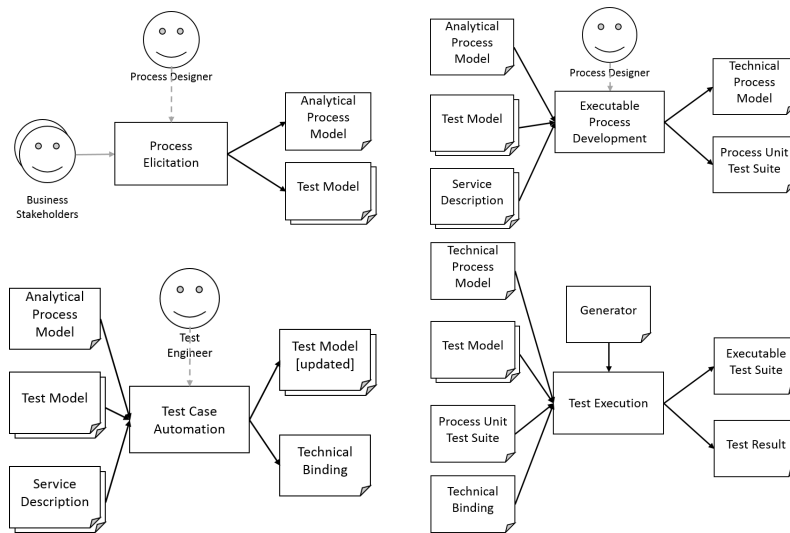 Process Designer
Analytical
Process
Model
Process
Elicitation
Test Model
Business
Stakeholders
Analytical
Process
Model
Process Designer
Technical
Process
Model
Test Model
Executable
Process
Development
Service
Description
Process Unit
Test Suite
Analytical
Process
Model
Test
Engineer
Test Model
[updated]
Test Model
Test Case
Automation
Service
Description
Technical
Binding
Technical
Process
Model
Generator
Test Model
Executable
Test Suite
Test Execution
Process Unit
Test Suite
Test Result
Technical
Binding